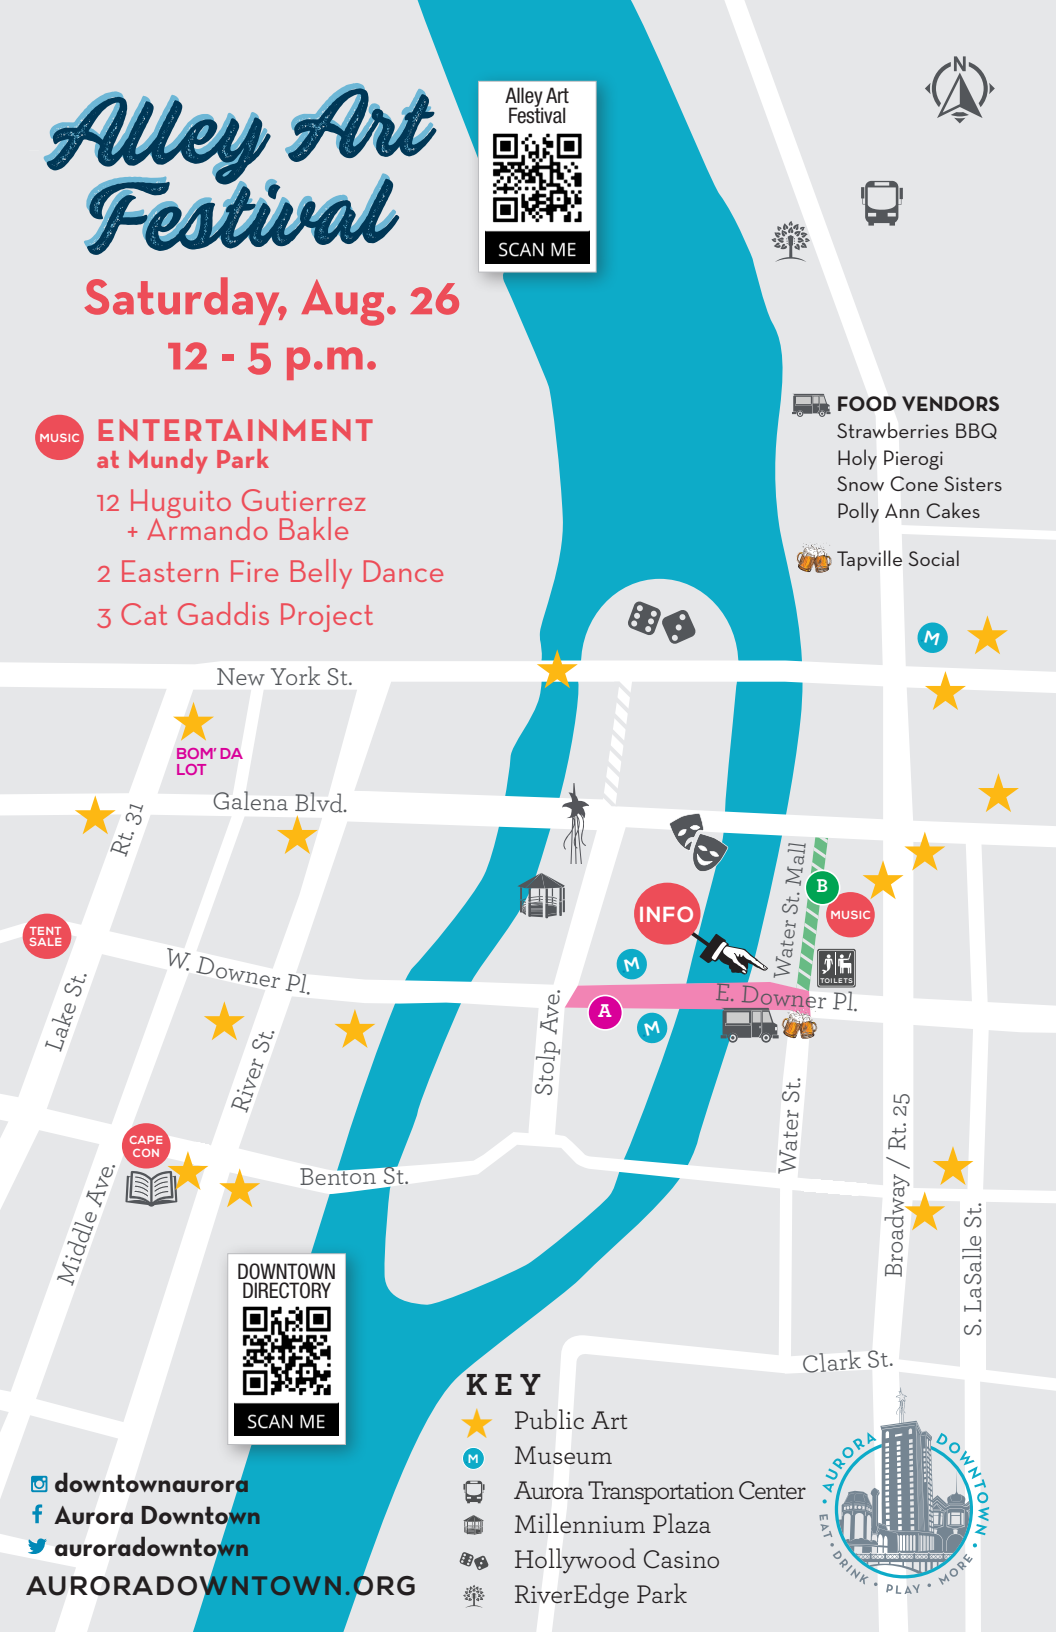 Alley Art
Festival
Saturday, Aug. 26
12 - 5 p.m.
MUSIC
ENTERTAINMENT
at Mundy Park
12 Huguito Gutierrez
+ Armando Bakle
2 Eastern Fire Belly Dance
3 Cat Gaddis Project
Alley Art
Festival
SCAN ME
N
FOOD VENDORS
Strawberries BBQ
Holy Pierogi
Snow Cone Sisters
Polly Ann Cakes
Tapville Social
M
New York St.
BOM' DA
LOT
Galena Blvd.
Rt. 31
Water St. Mall
B
MUSIC
INFO
TENT
SALE
W. Downer Pl.
M
TOILETS
E. Downer Pl.
A
M
Lake St.
River St.
Stolp Ave.
Water St.
Broadway / Rt. 25
CAPE
CON
Benton St.
Middle Ave.
S. LaSalle St.
DOWNTOWN
DIRECTORY
SCAN ME
Clark St.
KEY
Public Art
M
Museum
Aurora Transportation Center
Millennium Plaza
Hollywood Casino
RiverEdge Park
downtownaurora
Aurora Downtown
auroradowntown
AURORADOWNTOWN.ORG
• AURORA DOWNTOWN •
EAT • DRINK • PLAY • MORE